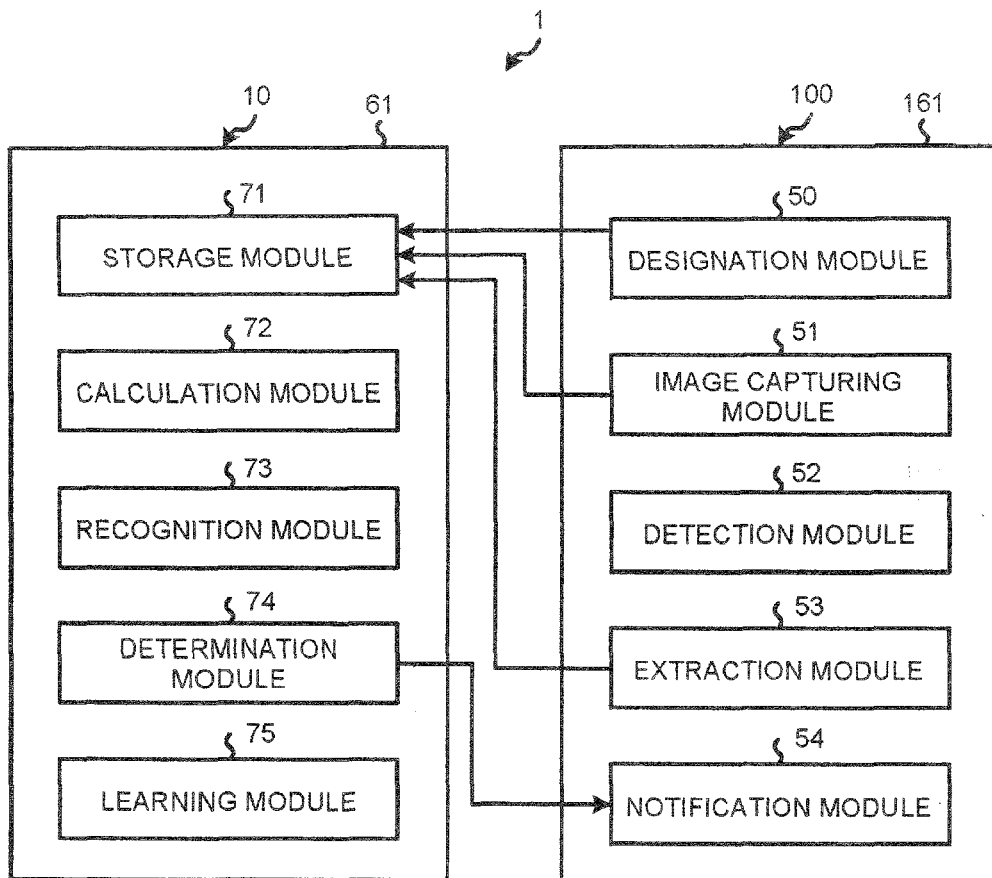 1
10
61
100
161
71
STORAGE MODULE
72
CALCULATION MODULE
73
RECOGNITION MODULE
74
DETERMINATION
MODULE
75
LEARNING MODULE
50
DESIGNATION MODULE
51
IMAGE CAPTURING
MODULE
52
DETECTION MODULE
53
EXTRACTION MODULE
54
NOTIFICATION MODULE